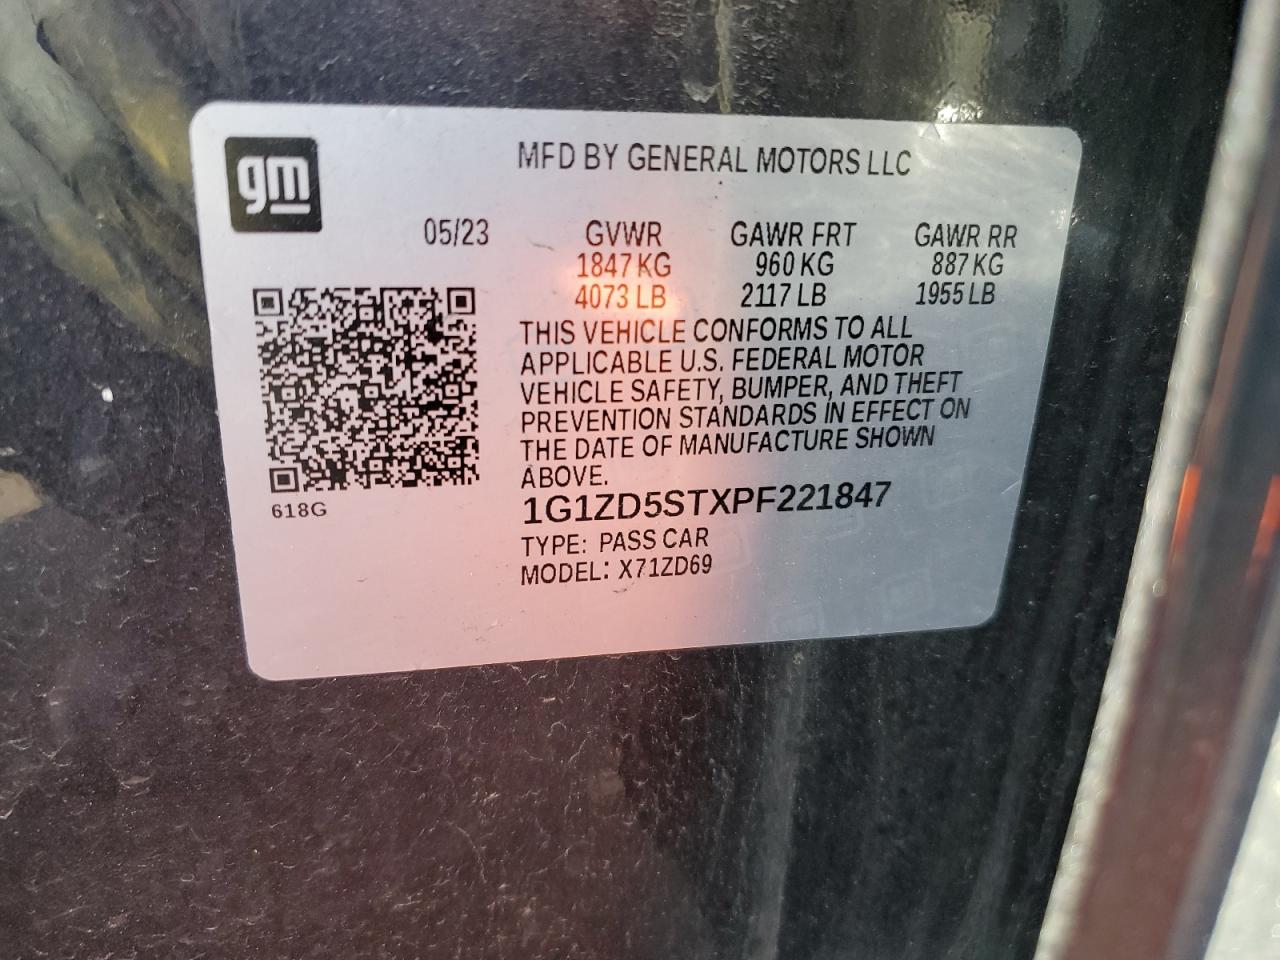 gm
MFD BY GENERAL MOTORS LLC
05/23 GVWR GAWR FRT GAWR RR
1847 KG 960 KG 887 KG
4073 LB 2117 LB 1955 LB
THIS VEHICLE CONFORMS TO ALL
APPLICABLE U.S. FEDERAL MOTOR
VEHICLE SAFETY, BUMPER, AND THEFT
PREVENTION STANDARDS IN EFFECT ON
THE DATE OF MANUFACTURE SHOWN
ABOVE.
1G1ZD5STXPF221847
618G
TYPE: PASS CAR
MODEL: X71ZD69